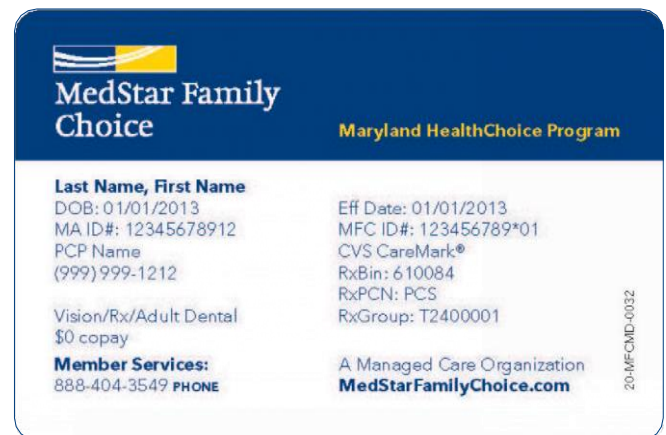 MedStar Family
Choice
Maryland HealthChoice Program
Last Name, First Name
DOB: 01/01/2013
MA ID#: 12345678912
PCP Name
(999) 999-1212
Vision/Rx/Adult Dental
$0 copay
Member Services:
888-404-3549 PHONE
Eff Date: 01/01/2013
MFC ID#: 123456789*01
CVS CareMark®
RxBin: 610084
RxPCN: PCS
RxGroup: T2400001
A Managed Care Organization
MedStarFamilyChoice.com
20-MFCMD-0032